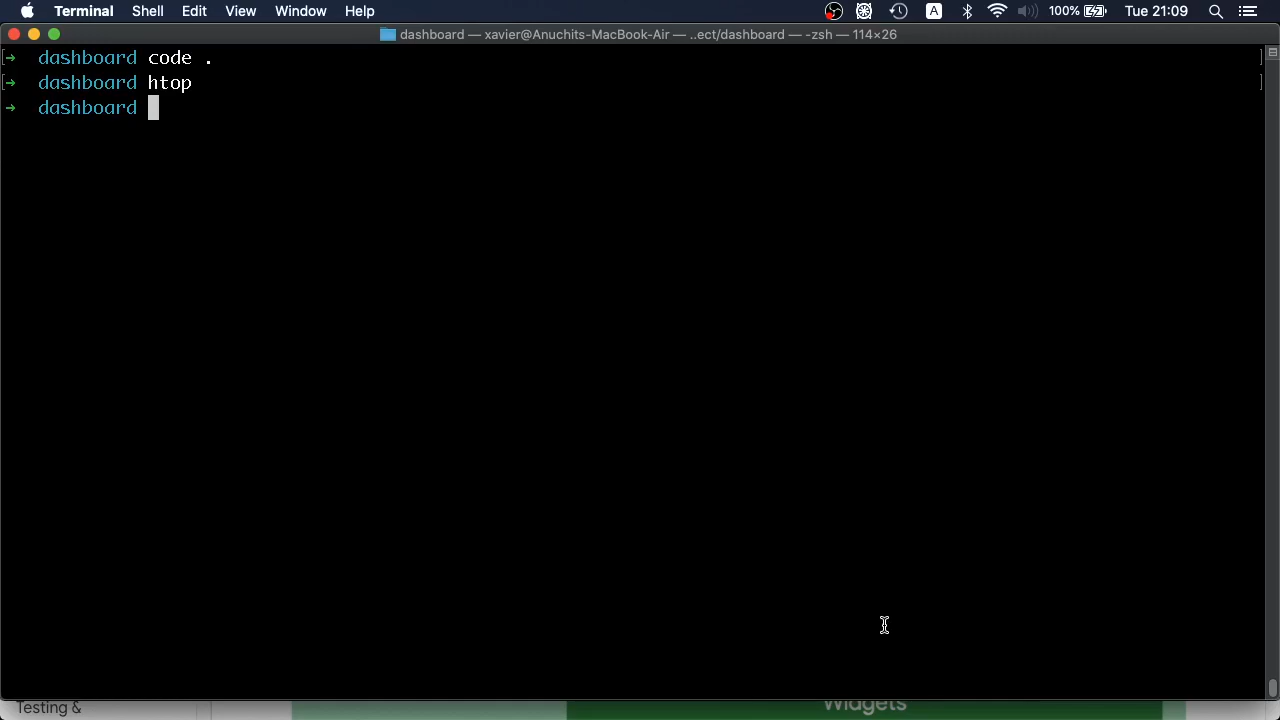 Terminal Shell Edit View Window Help A 100% Tue 21:09
dashboard — xavier@Anuchits-MacBook-Air — ..ect/dashboard — -zsh — 114×26
[→ dashboard code . ]
[→ dashboard htop ]
→ dashboard
Testing &
Widgets